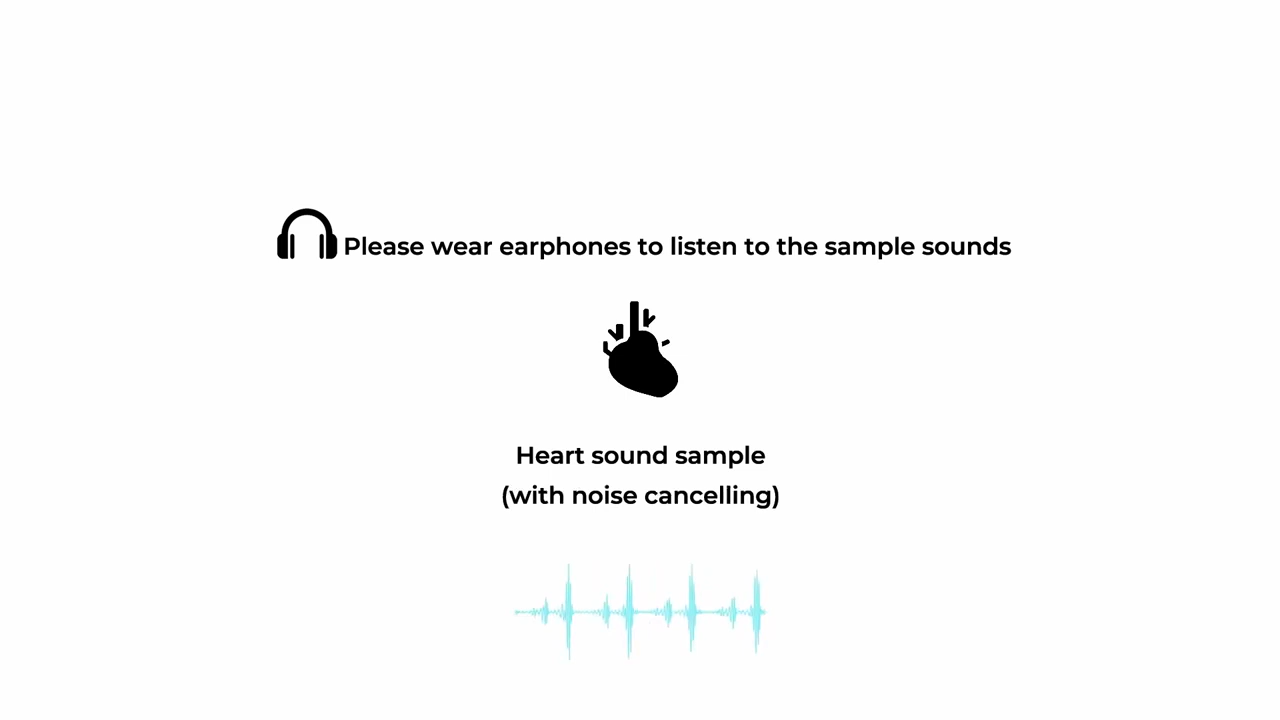 Please wear earphones to listen to the sample sounds
Heart sound sample
(with noise cancelling)